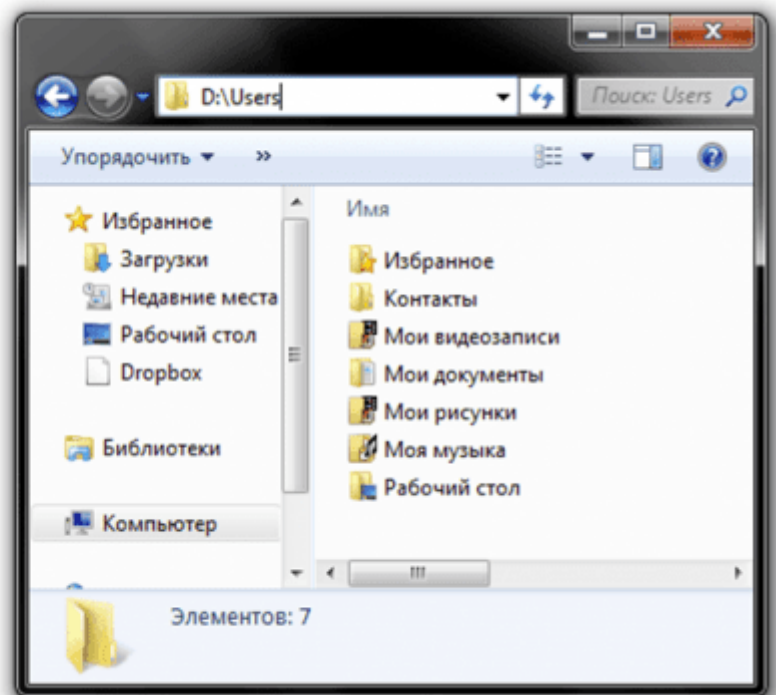 D:\Users
Поиск: Users
Упорядочить »
Избранное
Загрузки
Недавние места
Рабочий стол
Dropbox
Библиотеки
Компьютер
Имя
Избранное
Контакты
Мои видеозаписи
Мои документы
Мои рисунки
Моя музыка
Рабочий стол
Элементов: 7